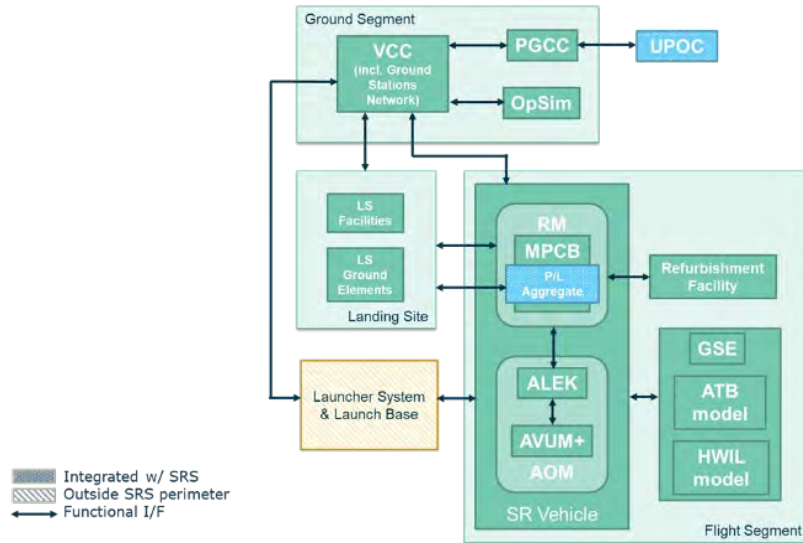 Ground Segment
VCC
(incl. Ground
Stations
Network)
PGCC
UPOC
OpSim
LS
Facilities
LS
Ground
Elements
Landing Site
RM
MPCB
P/L
Aggregate
Refurbishment
Facility
Launcher System
& Launch Base
ALEK
AVUM+
AOM
SR Vehicle
GSE
ATB
model
HWIL
model
Flight Segment
Integrated w/ SRS
Outside SRS perimeter
Functional I/F